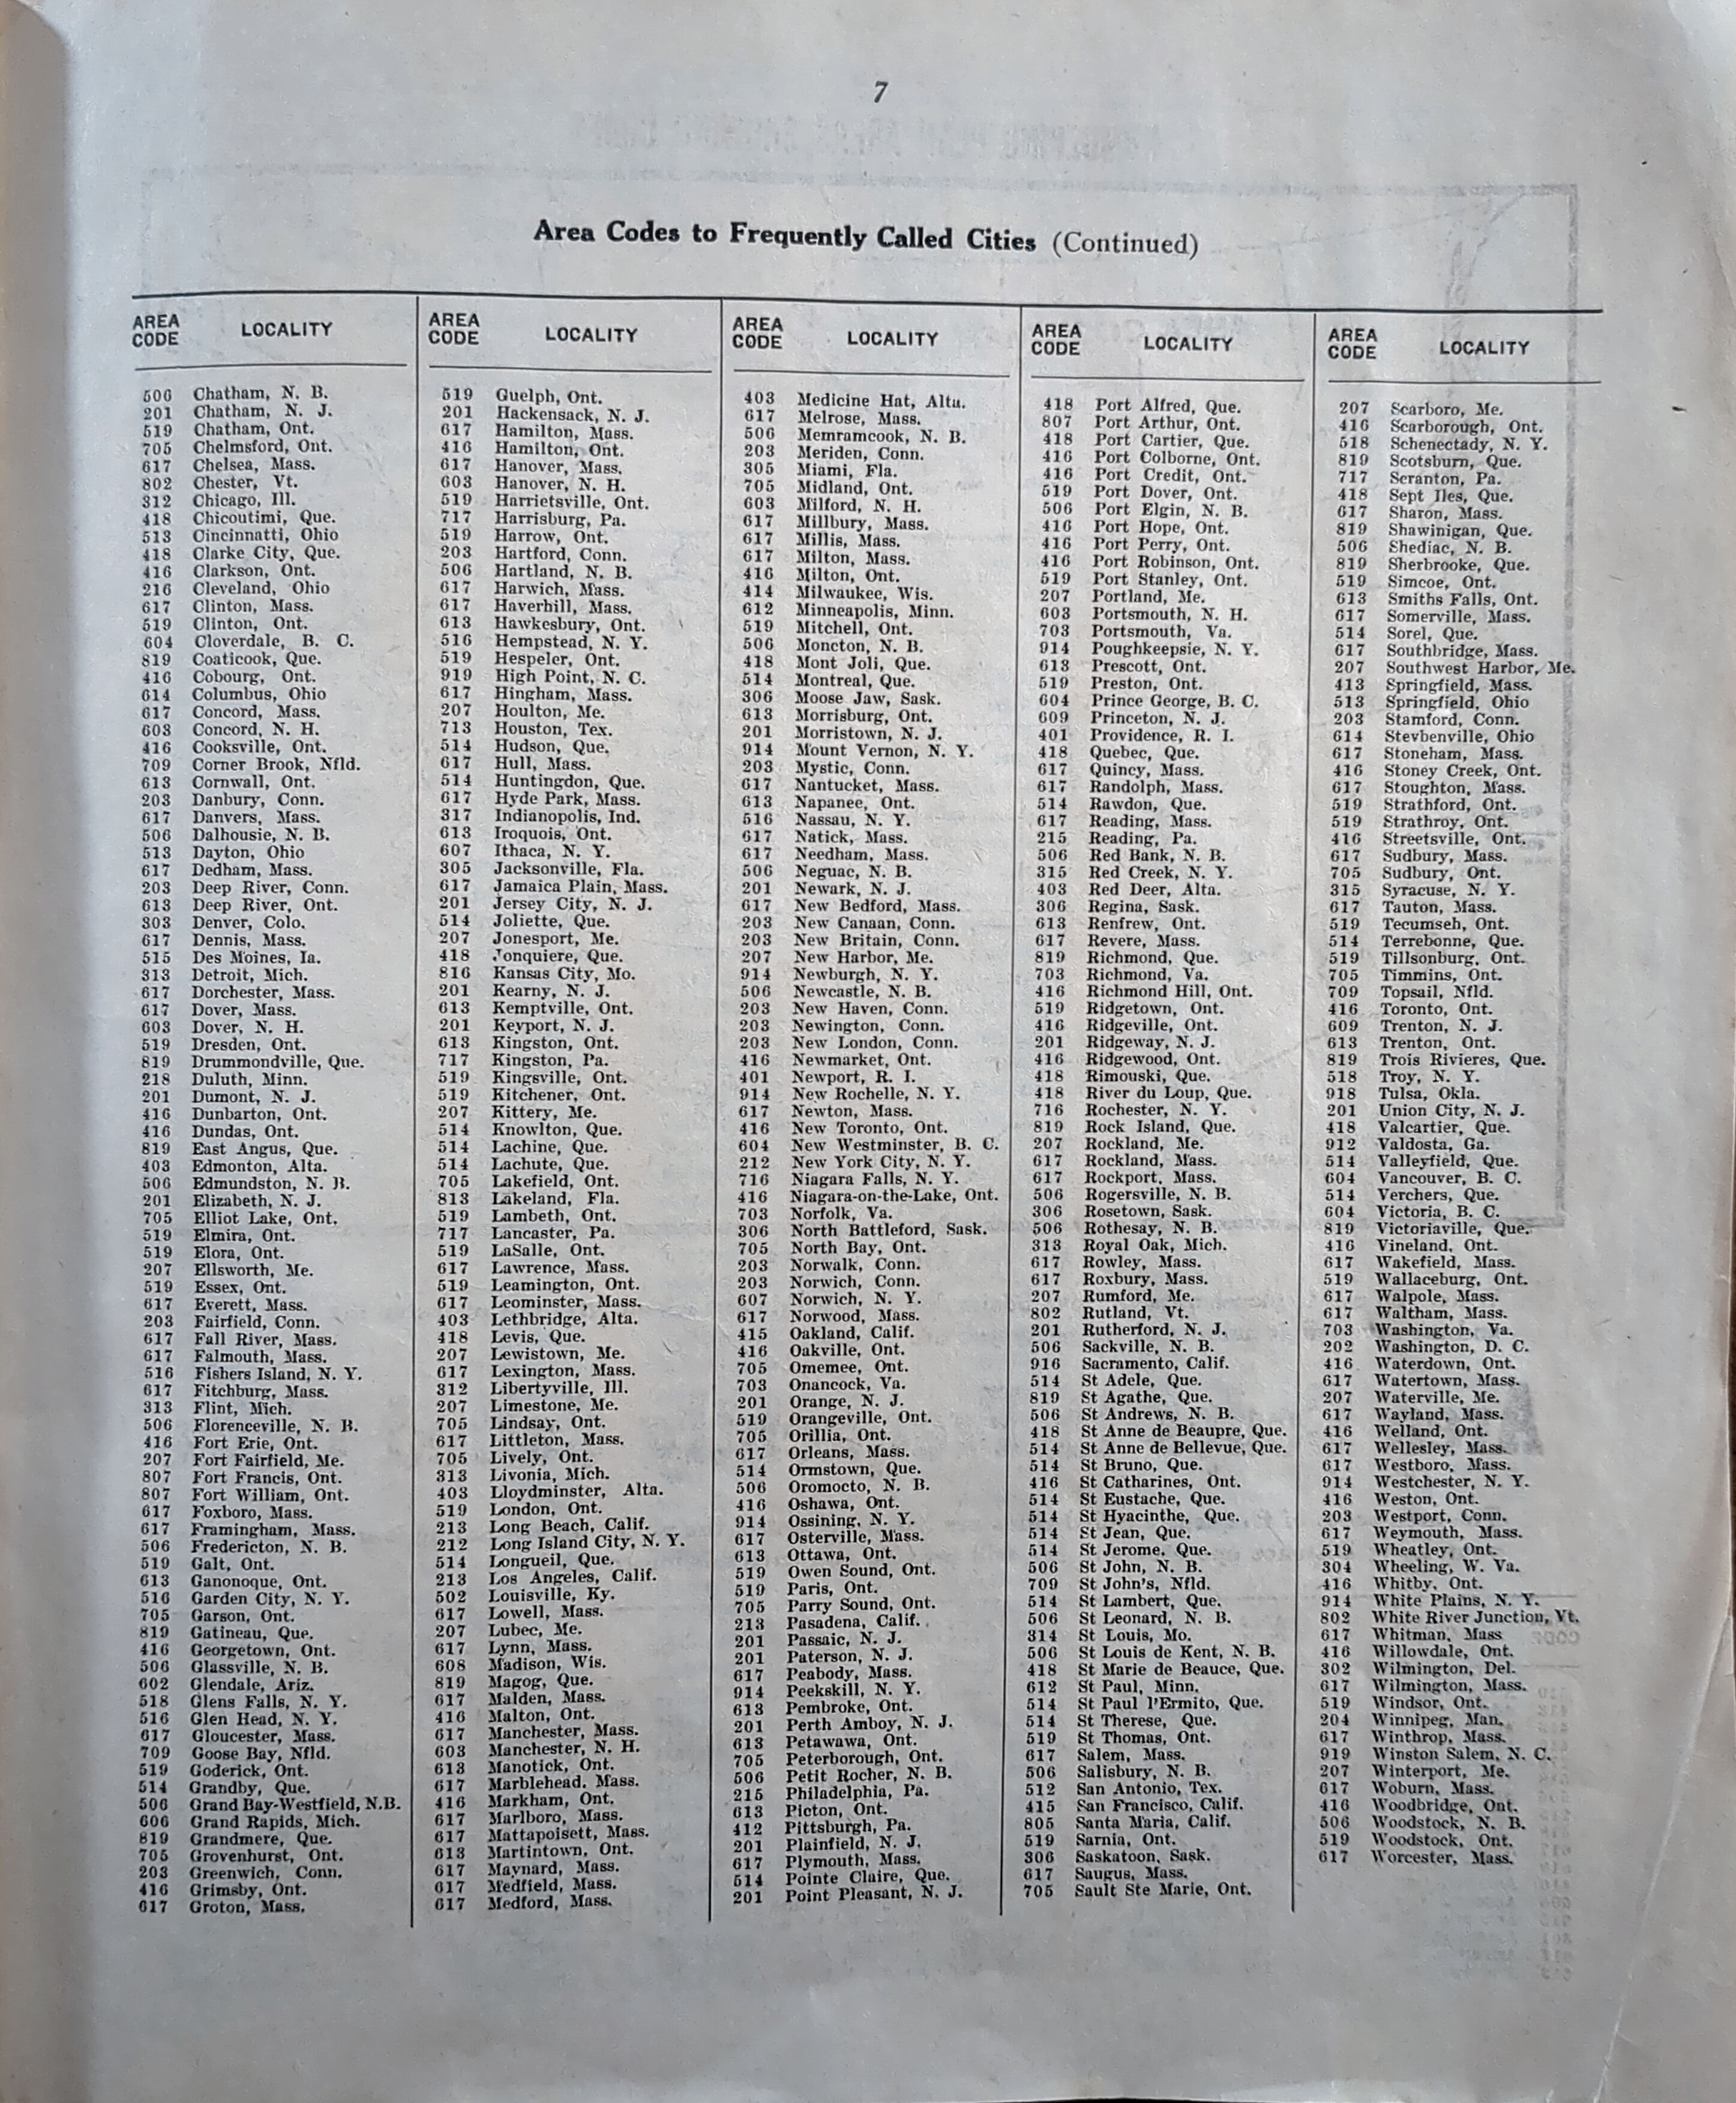 7
Area Codes to Frequently Called Cities (Continued)
AREA CODE LOCALITY
506 Chatham, N. B.
201 Chatham, N. J.
519 Chatham, Ont.
705 Chelmsford, Ont.
617 Chelsea, Mass.
802 Chester, Vt.
312 Chicago, Ill.
418 Chicoutimi, Que.
513 Cincinnatti, Ohio
418 Clarke City, Que.
416 Clarkson, Ont.
216 Cleveland, Ohio
617 Clinton, Mass.
519 Clinton, Ont.
604 Cloverdale, B. C.
819 Coaticook, Que.
416 Cobourg, Ont.
614 Columbus, Ohio
617 Concord, Mass.
603 Concord, N. H.
416 Cooksville, Ont.
709 Corner Brook, Nfld.
613 Cornwall, Ont.
203 Danbury, Conn.
617 Danvers, Mass.
506 Dalhousie, N. B.
513 Dayton, Ohio
617 Dedham, Mass.
203 Deep River, Conn.
613 Deep River, Ont.
303 Denver, Colo.
617 Dennis, Mass.
515 Des Moines, Ia.
313 Detroit, Mich.
617 Dorchester, Mass.
617 Dover, Mass.
603 Dover, N. H.
519 Dresden, Ont.
819 Drummondville, Que.
218 Duluth, Minn.
201 Dumont, N. J.
416 Dunbarton, Ont.
416 Dundas, Ont.
819 East Angus, Que.
403 Edmonton, Alta.
506 Edmundston, N. B.
201 Elizabeth, N. J.
705 Elliot Lake, Ont.
519 Elmira, Ont.
519 Elora, Ont.
207 Ellsworth, Me.
519 Essex, Ont.
617 Everett, Mass.
203 Fairfield, Conn.
617 Fall River, Mass.
617 Falmouth, Mass.
516 Fishers Island, N. Y.
617 Fitchburg, Mass.
313 Flint, Mich.
506 Florenceville, N. B.
416 Fort Erie, Ont.
207 Fort Fairfield, Me.
807 Fort Francis, Ont.
807 Fort William, Ont.
617 Foxboro, Mass.
617 Framingham, Mass.
506 Fredericton, N. B.
519 Galt, Ont.
613 Ganonoque, Ont.
516 Garden City, N. Y.
705 Garson, Ont.
819 Gatineau, Que.
416 Georgetown, Ont.
506 Glassville, N. B.
602 Glendale, Ariz.
518 Glens Falls, N. Y.
516 Glen Head, N. Y.
617 Gloucester, Mass.
709 Goose Bay, Nfld.
519 Goderick, Ont.
514 Grandby, Que.
506 Grand Bay-Westfield, N.B.
606 Grand Rapids, Mich.
819 Grandmere, Que.
705 Grovenhurst, Ont.
203 Greenwich, Conn.
416 Grimsby, Ont.
617 Groton, Mass.
AREA CODE LOCALITY
519 Guelph, Ont.
201 Hackensack, N. J.
617 Hamilton, Mass.
416 Hamilton, Ont.
617 Hanover, Mass.
603 Hanover, N. H.
519 Harrietsville, Ont.
717 Harrisburg, Pa.
519 Harrow, Ont.
203 Hartford, Conn.
506 Hartland, N. B.
617 Harwich, Mass.
617 Haverhill, Mass.
613 Hawkesbury, Ont.
516 Hempstead, N. Y.
519 Hespeler, Ont.
919 High Point, N. C.
617 Hingham, Mass.
207 Houlton, Me.
713 Houston, Tex.
514 Hudson, Que.
617 Hull, Mass.
514 Huntingdon, Que.
617 Hyde Park, Mass.
317 Indianapolis, Ind.
613 Iroquois, Ont.
607 Ithaca, N. Y.
305 Jacksonville, Fla.
617 Jamaica Plain, Mass.
201 Jersey City, N. J.
514 Joliette, Que.
207 Jonesport, Me.
418 Jonquiere, Que.
816 Kansas City, Mo.
201 Kearny, N. J.
613 Kemptville, Ont.
201 Keyport, N. J.
613 Kingston, Ont.
717 Kingston, Pa.
519 Kingsville, Ont.
519 Kitchener, Ont.
207 Kittery, Me.
514 Knowlton, Que.
514 Lachine, Que.
514 Lachute, Que.
705 Lakefield, Ont.
813 Lakeland, Fla.
519 Lambeth, Ont.
717 Lancaster, Pa.
519 LaSalle, Ont.
617 Lawrence, Mass.
519 Leamington, Ont.
617 Leominster, Mass.
403 Lethbridge, Alta.
418 Levis, Que.
207 Lewistown, Me.
617 Lexington, Mass.
312 Libertyville, Ill.
207 Limestone, Me.
705 Lindsay, Ont.
617 Littleton, Mass.
705 Lively, Ont.
313 Livonia, Mich.
403 Lloydminster, Alta.
519 London, Ont.
213 Long Beach, Calif.
212 Long Island City, N. Y.
514 Longueil, Que.
213 Los Angeles, Calif.
502 Louisville, Ky.
617 Lowell, Mass.
207 Lubec, Me.
617 Lynn, Mass.
608 Madison, Wis.
819 Magog, Que.
617 Malden, Mass.
416 Malton, Ont.
617 Manchester, Mass.
603 Manchester, N. H.
613 Manotick, Ont.
617 Marblehead, Mass.
416 Markham, Ont.
617 Marlboro, Mass.
617 Mattapoisett, Mass.
613 Martintown, Ont.
617 Maynard, Mass.
617 Medfield, Mass.
617 Medford, Mass.
AREA CODE LOCALITY
403 Medicine Hat, Alta.
617 Melrose, Mass.
506 Memramcook, N. B.
203 Meriden, Conn.
305 Miami, Fla.
705 Midland, Ont.
603 Milford, N. H.
617 Millbury, Mass.
617 Millis, Mass.
617 Milton, Mass.
416 Milton, Ont.
414 Milwaukee, Wis.
612 Minneapolis, Minn.
519 Mitchell, Ont.
506 Moncton, N. B.
418 Mont Joli, Que.
514 Montreal, Que.
306 Moose Jaw, Sask.
613 Morrisburg, Ont.
201 Morristown, N. J.
914 Mount Vernon, N. Y.
203 Mystic, Conn.
617 Nantucket, Mass.
613 Napanee, Ont.
516 Nassau, N. Y.
617 Natick, Mass.
617 Needham, Mass.
506 Neguac, N. B.
201 Newark, N. J.
617 New Bedford, Mass.
203 New Canaan, Conn.
203 New Britain, Conn.
207 New Harbor, Me.
914 Newburgh, N. Y.
506 Newcastle, N. B.
203 New Haven, Conn.
203 Newington, Conn.
203 New London, Conn.
416 Newmarket, Ont.
401 Newport, R. I.
914 New Rochelle, N. Y.
617 Newton, Mass.
416 New Toronto, Ont.
604 New Westminster, B. C.
212 New York City, N. Y.
716 Niagara Falls, N. Y.
416 Niagara-on-the-Lake, Ont.
703 Norfolk, Va.
306 North Battleford, Sask.
705 North Bay, Ont.
203 Norwalk, Conn.
203 Norwich, Conn.
607 Norwich, N. Y.
617 Norwood, Mass.
415 Oakland, Calif.
416 Oakville, Ont.
705 Omemee, Ont.
703 Onancock, Va.
201 Orange, N. J.
519 Orangeville, Ont.
705 Orillia, Ont.
617 Orleans, Mass.
514 Ormstown, Que.
506 Oromocto, N. B.
416 Oshawa, Ont.
914 Ossining, N. Y.
617 Osterville, Mass.
613 Ottawa, Ont.
519 Owen Sound, Ont.
519 Paris, Ont.
705 Parry Sound, Ont.
213 Pasadena, Calif.
201 Passaic, N. J.
201 Paterson, N. J.
617 Peabody, Mass.
914 Peekskill, N. Y.
613 Pembroke, Ont.
201 Perth Amboy, N. J.
613 Petawawa, Ont.
705 Peterborough, Ont.
506 Petit Rocher, N. B.
215 Philadelphia, Pa.
613 Picton, Ont.
412 Pittsburgh, Pa.
201 Plainfield, N. J.
617 Plymouth, Mass.
514 Pointe Claire, Que.
201 Point Pleasant, N. J.
AREA CODE LOCALITY
418 Port Alfred, Que.
807 Port Arthur, Ont.
418 Port Cartier, Que.
416 Port Colborne, Ont.
416 Port Credit, Ont.
519 Port Dover, Ont.
506 Port Elgin, N. B.
416 Port Hope, Ont.
416 Port Perry, Ont.
416 Port Robinson, Ont.
519 Port Stanley, Ont.
207 Portland, Me.
603 Portsmouth, N. H.
703 Portsmouth, Va.
914 Poughkeepsie, N. Y.
613 Prescott, Ont.
519 Preston, Ont.
604 Prince George, B. C.
609 Princeton, N. J.
401 Providence, R. I.
418 Quebec, Que.
617 Quincy, Mass.
617 Randolph, Mass.
514 Rawdon, Que.
617 Reading, Mass.
215 Reading, Pa.
506 Red Bank, N. B.
315 Red Creek, N. Y.
403 Red Deer, Alta.
306 Regina, Sask.
613 Renfrew, Ont.
617 Revere, Mass.
819 Richmond, Que.
703 Richmond, Va.
416 Richmond Hill, Ont.
519 Ridgetown, Ont.
416 Ridgeville, Ont.
201 Ridgeway, N. J.
416 Ridgewood, Ont.
418 Rimouski, Que.
418 River du Loup, Que.
716 Rochester, N. Y.
819 Rock Island, Que.
207 Rockland, Me.
617 Rockland, Mass.
617 Rockport, Mass.
506 Rogersville, N. B.
306 Rosetown, Sask.
506 Rothesay, N. B.
313 Royal Oak, Mich.
617 Rowley, Mass.
617 Roxbury, Mass.
207 Rumford, Me.
802 Rutland, Vt.
201 Rutherford, N. J.
506 Sackville, N. B.
916 Sacramento, Calif.
514 St Adele, Que.
819 St Agathe, Que.
506 St Andrews, N. B.
418 St Anne de Beaupre, Que.
514 St Anne de Bellevue, Que.
514 St Bruno, Que.
416 St Catharines, Ont.
514 St Eustache, Que.
514 St Hyacinthe, Que.
514 St Jean, Que.
514 St Jerome, Que.
506 St John, N. B.
709 St John's, Nfld.
514 St Lambert, Que.
506 St Leonard, N. B.
314 St Louis, Mo.
506 St Louis de Kent, N. B.
418 St Marie de Beauce, Que.
612 St Paul, Minn.
514 St Paul l'Ermito, Que.
514 St Therese, Que.
519 St Thomas, Ont.
617 Salem, Mass.
506 Salisbury, N. B.
512 San Antonio, Tex.
415 San Francisco, Calif.
805 Santa Maria, Calif.
519 Sarnia, Ont.
306 Saskatoon, Sask.
617 Saugus, Mass.
705 Sault Ste Marie, Ont.
AREA CODE LOCALITY
207 Scarboro, Me.
416 Scarborough, Ont.
518 Schenectady, N. Y.
819 Scotsburn, Que.
717 Scranton, Pa.
418 Sept Iles, Que.
617 Sharon, Mass.
819 Shawinigan, Que.
506 Shediac, N. B.
819 Sherbrooke, Que.
519 Simcoe, Ont.
613 Smiths Falls, Ont.
617 Somerville, Mass.
514 Sorel, Que.
617 Southbridge, Mass.
207 Southwest Harbor, Me.
413 Springfield, Mass.
513 Springfield, Ohio
203 Stamford, Conn.
614 Stevbenville, Ohio
617 Stoneham, Mass.
416 Stoney Creek, Ont.
617 Stoughton, Mass.
519 Strathford, Ont.
519 Strathroy, Ont.
416 Streetsville, Ont.
617 Sudbury, Mass.
705 Sudbury, Ont.
315 Syracuse, N. Y.
617 Tauton, Mass.
519 Tecumseh, Ont.
514 Terrebonne, Que.
519 Tillsonburg, Ont.
705 Timmins, Ont.
709 Topsail, Nfld.
416 Toronto, Ont.
609 Trenton, N. J.
613 Trenton, Ont.
819 Trois Rivieres, Que.
518 Troy, N. Y.
918 Tulsa, Okla.
201 Union City, N. J.
418 Valcartier, Que.
912 Valdosta, Ga.
514 Valleyfield, Que.
604 Vancouver, B. C.
514 Verchers, Que.
604 Victoria, B. C.
819 Victoriaville, Que.
416 Vineland, Ont.
617 Wakefield, Mass.
519 Wallaceburg, Ont.
617 Walpole, Mass.
617 Waltham, Mass.
703 Washington, Va.
202 Washington, D. C.
416 Waterdown, Ont.
617 Watertown, Mass.
207 Waterville, Me.
617 Wayland, Mass.
416 Welland, Ont.
617 Wellesley, Mass.
617 Westboro, Mass.
914 Westchester, N. Y.
416 Weston, Ont.
203 Westport, Conn.
617 Weymouth, Mass.
519 Wheatley, Ont.
304 Wheeling, W. Va.
416 Whitby, Ont.
914 White Plains, N. Y.
802 White River Junction, Vt.
617 Whitman, Mass
416 Willowdale, Ont.
302 Wilmington, Del.
617 Wilmington, Mass.
519 Windsor, Ont.
204 Winnipeg, Man.
617 Winthrop, Mass.
919 Winston Salem, N. C.
207 Winterport, Me.
617 Woburn, Mass.
416 Woodbridge, Ont.
506 Woodstock, N. B.
519 Woodstock, Ont.
617 Worcester, Mass.